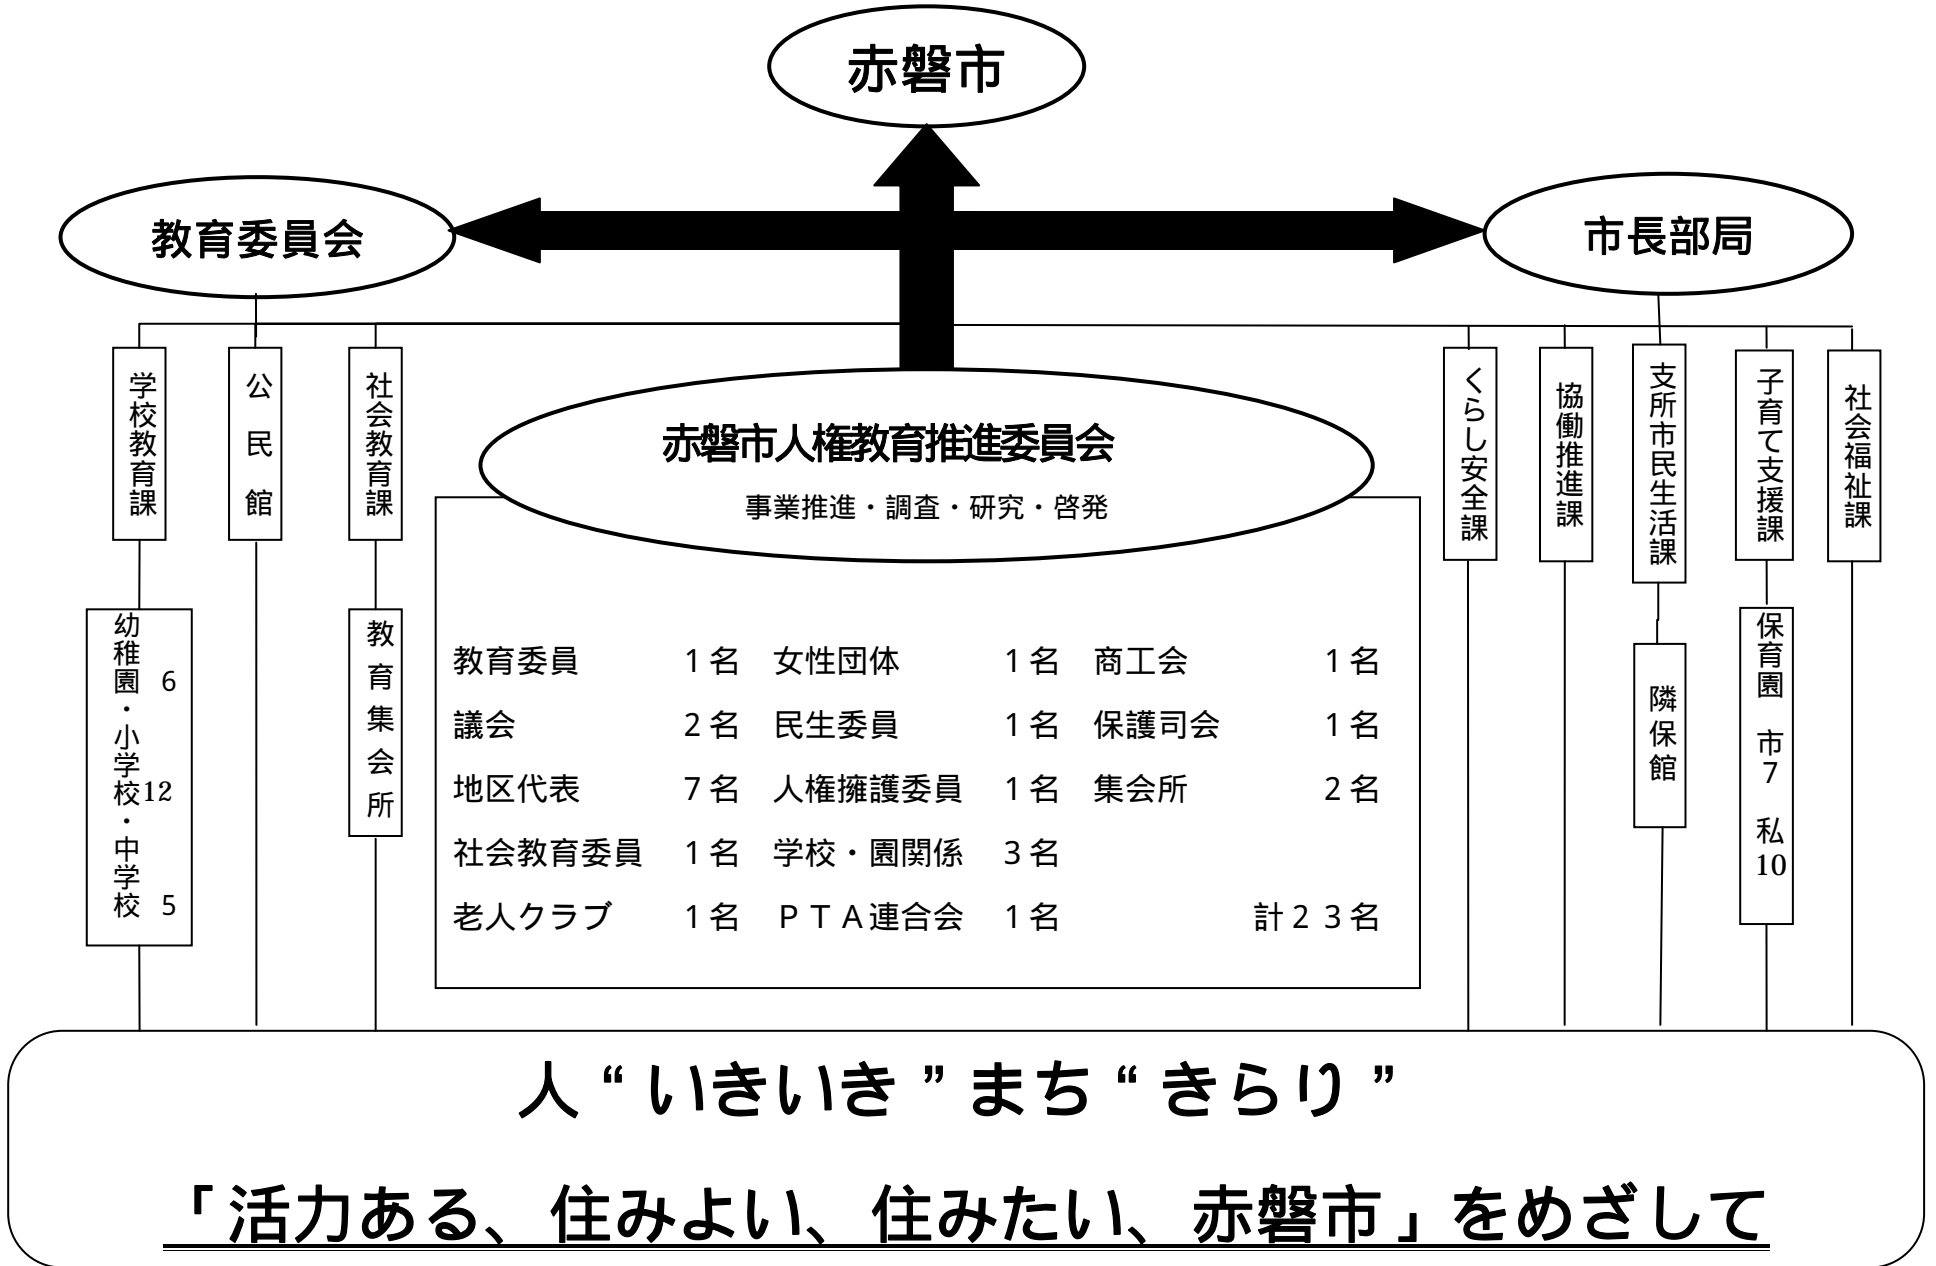 赤磐市
教育委員会
市長部局
学校教育課
公民館
社会教育課
赤磐市人権教育推進委員会
事業推進・調査・研究・啓発
くらし安全課
協働推進課
支所市民生活課
子育て支援課
社会福祉課
幼稚園・小学校・中学校
6
12
5
教育集会所
教育委員 1名 女性団体 1名 商工会 1名
議会 2名 民生委員 1名 保護司会 1名
地区代表 7名 人権擁護委員 1名 集会所 2名
社会教育委員 1名 学校・園関係 3名
老人クラブ 1名 ＰＴＡ連合会 1名 計23名
隣保館
保育園 市7 私10
人“いきいき”まち“きらり”
「活力ある、住みよい、住みたい、赤磐市」をめざして